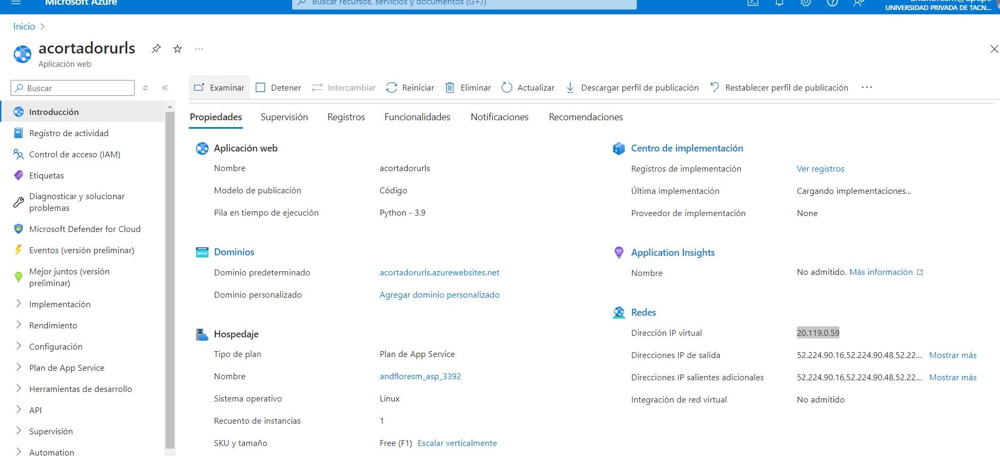 Microsoft Azure
Buscar recursos, servicios y documentos (G+/)
andfloresm@upt.pe
UNIVERSIDAD PRIVADA DE TACN...
Inicio
acortadorurls
Aplicación web
Buscar
Examinar
Detener
Intercambiar
Reiniciar
Eliminar
Actualizar
Descargar perfil de publicación
Restablecer perfil de publicación
Introducción
Registro de actividad
Control de acceso (IAM)
Etiquetas
Diagnosticar y solucionar
problemas
Microsoft Defender for Cloud
Eventos (versión preliminar)
Mejor juntos (versión
preliminar)
Implementación
Rendimiento
Configuración
Plan de App Service
Herramientas de desarrollo
API
Supervisión
Automation
Propiedades
Supervisión
Registros
Funcionalidades
Notificaciones
Recomendaciones
Aplicación web
Nombre acortadorurls
Modelo de publicación Código
Pila en tiempo de ejecución Python - 3.9
Dominios
Dominio predeterminado acortadorurls.azurewebsites.net
Dominio personalizado Agregar dominio personalizado
Hospedaje
Tipo de plan Plan de App Service
Nombre andfloresm_asp_3392
Sistema operativo Linux
Recuento de instancias 1
SKU y tamaño Free (F1) Escalar verticalmente
Centro de implementación
Registros de implementación Ver registros
Última implementación Cargando implementaciones...
Proveedor de implementación None
Application Insights
Nombre No admitido. Más información
Redes
Dirección IP virtual 20.119.0.59
Direcciones IP de salida 52.224.90.16,52.224.90.48,52.22... Mostrar más
Direcciones IP salientes adicionales 52.224.90.16,52.224.90.48,52.22... Mostrar más
Integración de red virtual No admitido